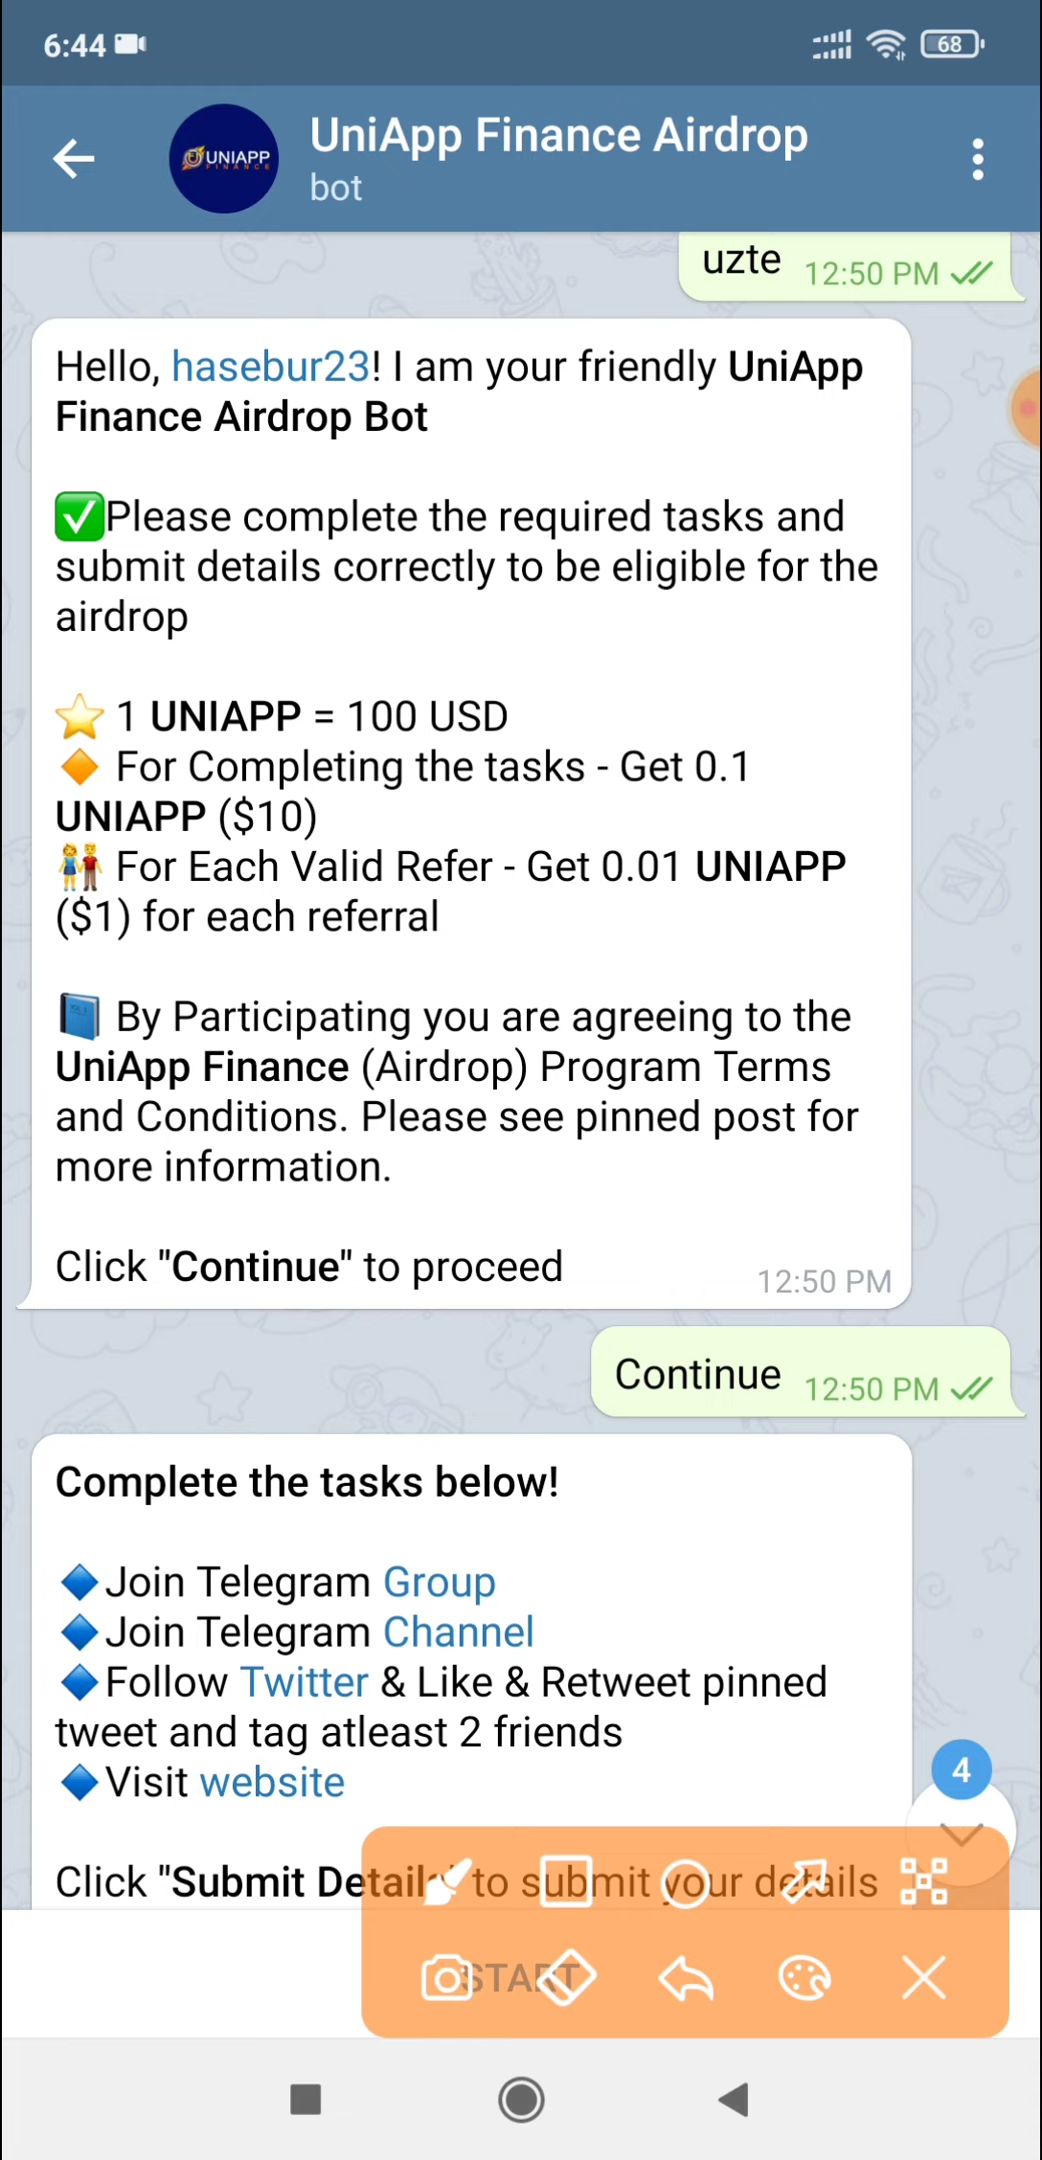 6:44
68
UniApp Finance Airdrop
bot
UNIAPP
FINANCE
uzte 12:50 PM
Hello, hasebur23! I am your friendly UniApp
Finance Airdrop Bot
✅Please complete the required tasks and
submit details correctly to be eligible for the
airdrop
⭐ 1 UNIAPP = 100 USD
🔶 For Completing the tasks - Get 0.1
UNIAPP ($10)
👫 For Each Valid Refer - Get 0.01 UNIAPP
($1) for each referral
📘 By Participating you are agreeing to the
UniApp Finance (Airdrop) Program Terms
and Conditions. Please see pinned post for
more information.
Click "Continue" to proceed
12:50 PM
Continue 12:50 PM
Complete the tasks below!
🔷Join Telegram Group
🔷Join Telegram Channel
🔷Follow Twitter & Like & Retweet pinned
tweet and tag atleast 2 friends
🔷Visit website
4
Click "Submit Details" to submit your details
START